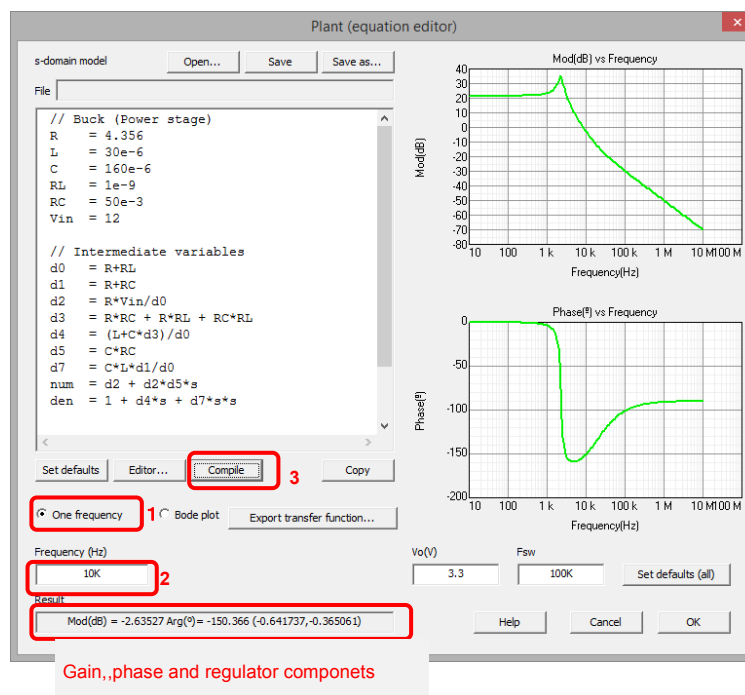 Plant (equation editor)
s-domain model
Open...
Save
Save as...
File
// Buck (Power stage)
R = 4.356
L = 30e-6
C = 160e-6
RL = 1e-9
RC = 50e-3
Vin = 12
// Intermediate variables
d0 = R+RL
d1 = R+RC
d2 = R*Vin/d0
d3 = R*RC + R*RL + RC*RL
d4 = (L+C*d3)/d0
d5 = C*RC
d7 = C*L*d1/d0
num = d2 + d2*d5*s
den = 1 + d4*s + d7*s*s
Set defaults
Editor...
Compile
3
Copy
One frequency
1
Bode plot
Export transfer function...
Frequency (Hz)
10K
2
Result
Mod(dB) = -2.63527 Arg(º)= -150.366 (-0.641737,-0.365061)
Gain,,phase and regulator componets
Mod(dB) vs Frequency
Mod(dB)
40
30
20
10
0
-10
-20
-30
-40
-50
-60
-70
-80
10 100 1 k 10 k 100 k 1 M 10 M 100 M
Frequency(Hz)
Phase(º) vs Frequency
Phase(º)
0
-50
-100
-150
-200
10 100 1 k 10 k 100 k 1 M 10 M 100 M
Frequency(Hz)
Vo(V)
3.3
Fsw
100K
Set defaults (all)
Help
Cancel
OK